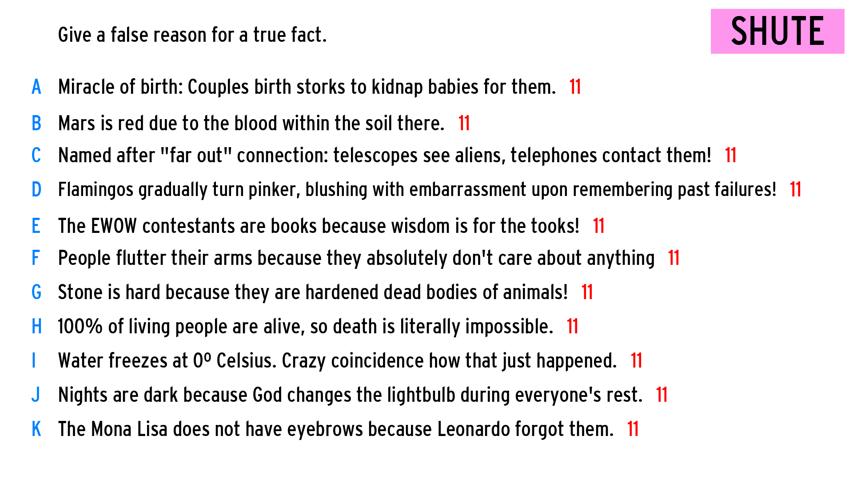 Give a false reason for a true fact.
SHUTE
A Miracle of birth: Couples birth storks to kidnap babies for them. 11
B Mars is red due to the blood within the soil there. 11
C Named after "far out" connection: telescopes see aliens, telephones contact them! 11
D Flamingos gradually turn pinker, blushing with embarrassment upon remembering past failures! 11
E The EWOW contestants are books because wisdom is for the tooks! 11
F People flutter their arms because they absolutely don't care about anything 11
G Stone is hard because they are hardened dead bodies of animals! 11
H 100% of living people are alive, so death is literally impossible. 11
I Water freezes at 0º Celsius. Crazy coincidence how that just happened. 11
J Nights are dark because God changes the lightbulb during everyone's rest. 11
K The Mona Lisa does not have eyebrows because Leonardo forgot them. 11